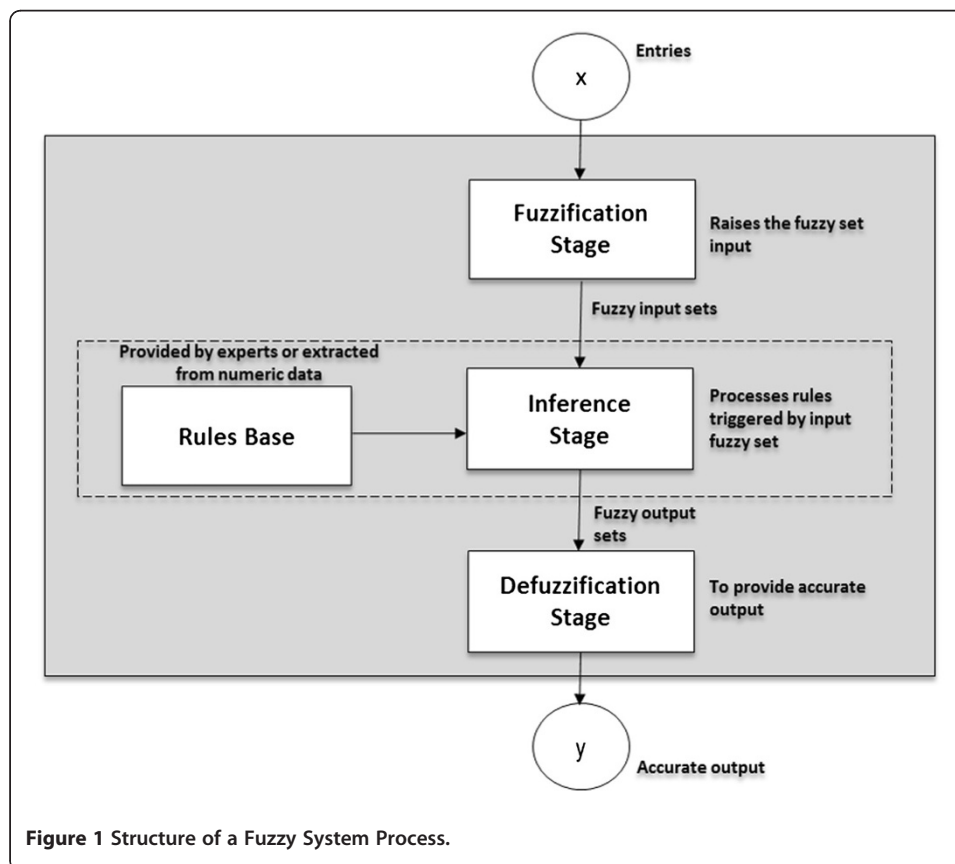 Entries
x
Fuzzification
Stage
Raises the fuzzy set
input
Fuzzy input sets
Provided by experts or extracted
from numeric data
Rules Base
Inference
Stage
Processes rules
triggered by input
fuzzy set
Fuzzy output
sets
Defuzzification
Stage
To provide accurate
output
y
Accurate output
Figure 1 Structure of a Fuzzy System Process.